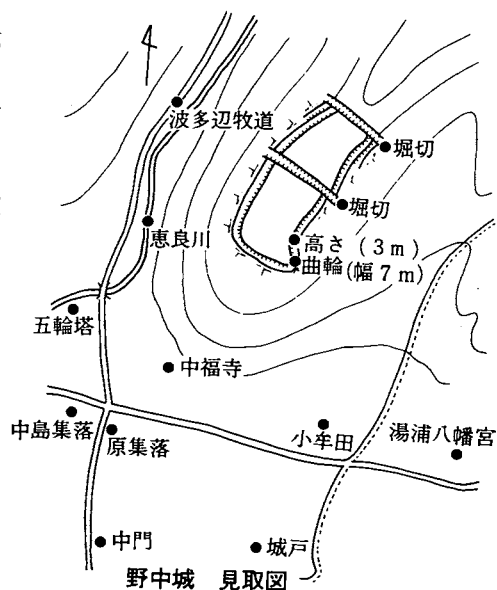 波多辺牧道
堀切
堀切
恵良川
高さ(3m)
曲輪(幅7m)
五輪塔
中福寺
中島集落
原集落
小牟田
湯浦八幡宮
中門
城戸
野中城 見取図